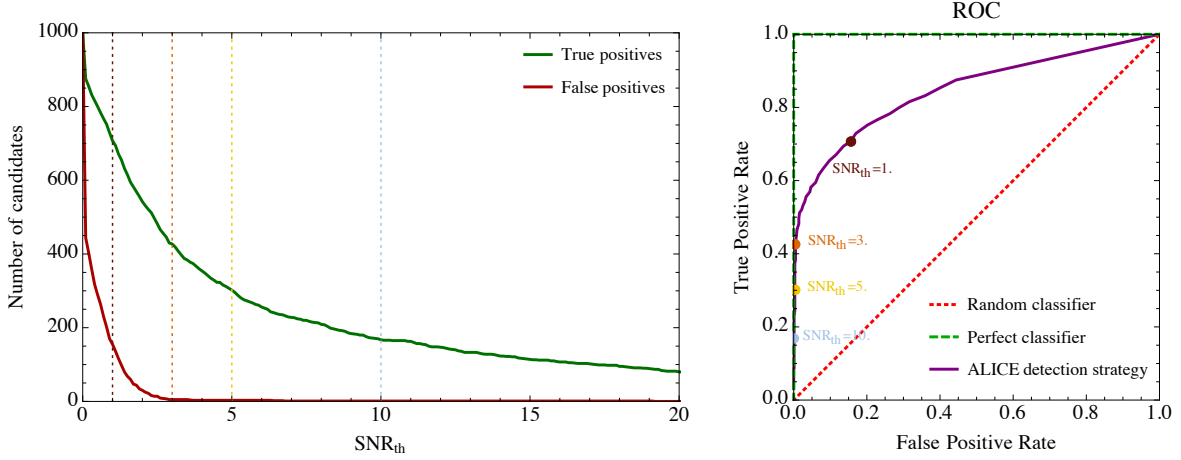 1000
800
600
400
200
0
0
5
10
15
20
Number of candidates
SNRth
True positives
False positives
ROC
1.0
0.8
0.6
0.4
0.2
0.0
0.0
0.2
0.4
0.6
0.8
1.0
True Positive Rate
False Positive Rate
SNRth=1.
SNRth=3.
SNRth=5.
SNRth=10.
Random classifier
Perfect classifier
ALICE detection strategy